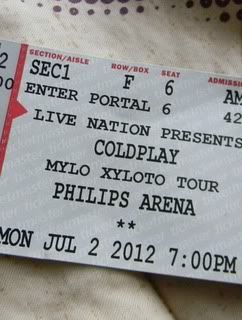 SECTION/AISLE ROW/BOX SEAT ADMISSI
SEC1 F 6 AM
ENTER PORTAL 6 42
LIVE NATION PRESENTS
COLDPLAY
MYLO XYLOTO TOUR
PHILIPS ARENA
**
MON JUL 2 2012 7:00PM